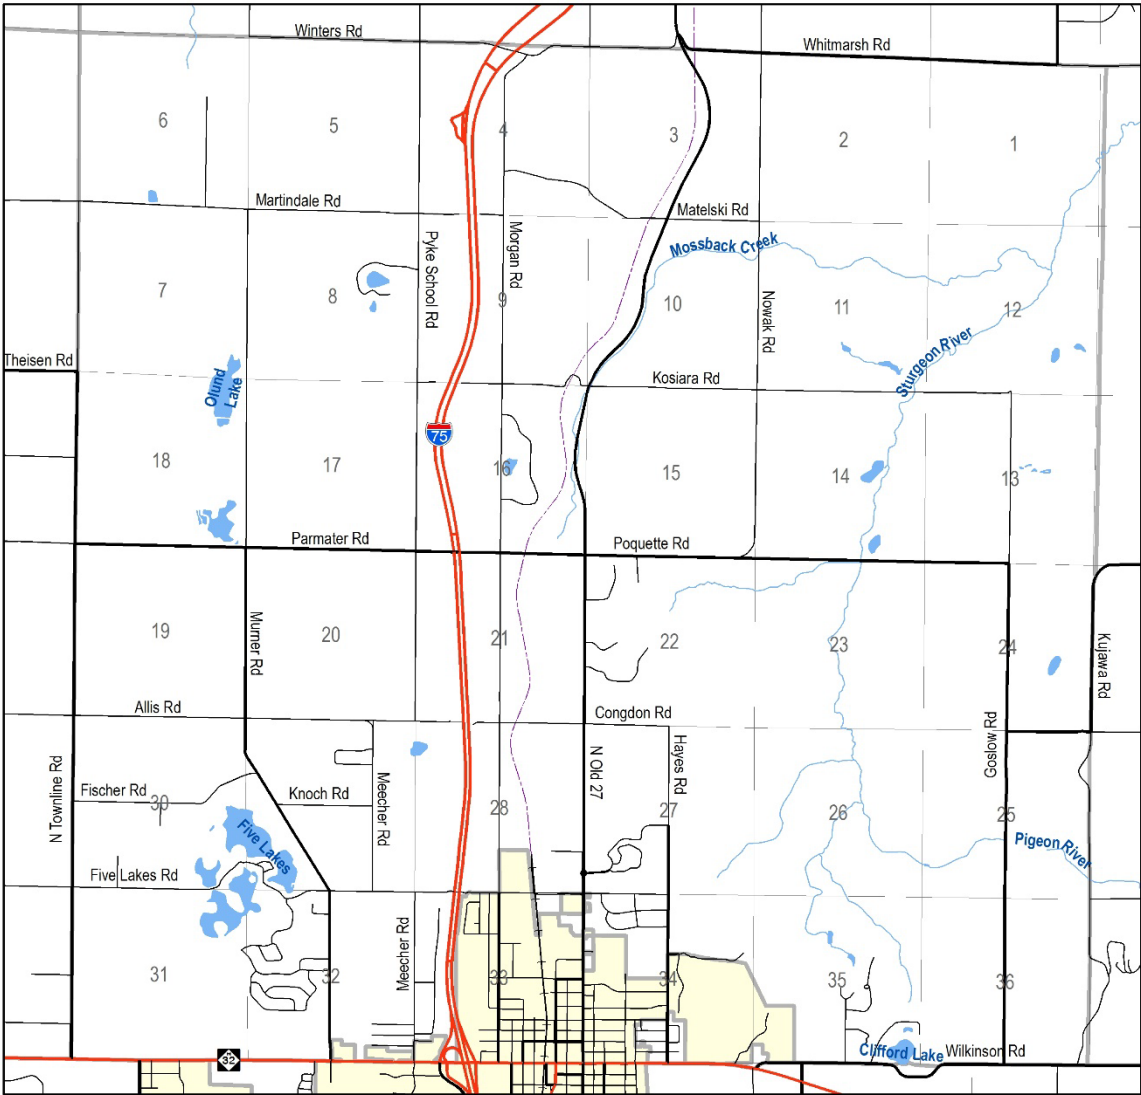 Winters Rd
Whitmarsh Rd
6
5
4
3
2
1
Martindale Rd
Matelski Rd
Mossback Creek
Pyke School Rd
Morgan Rd
7
8
9
10
Nowak Rd
11
12
Theisen Rd
Olund
Lake
Kosiara Rd
Sturgeon River
75
18
17
16
15
14
13
Parmater Rd
Poquette Rd
19
Murner Rd
20
21
22
23
24
Kujawa Rd
Allis Rd
Congdon Rd
N Townline Rd
Fischer Rd
30
Knoch Rd
Meecher Rd
28
N Old 27
Hayes Rd
27
26
Goslow Rd
25
Five Lakes
Pigeon River
Five Lakes Rd
31
32
Meecher Rd
33
34
35
36
M
32
Clifford Lake
Wilkinson Rd